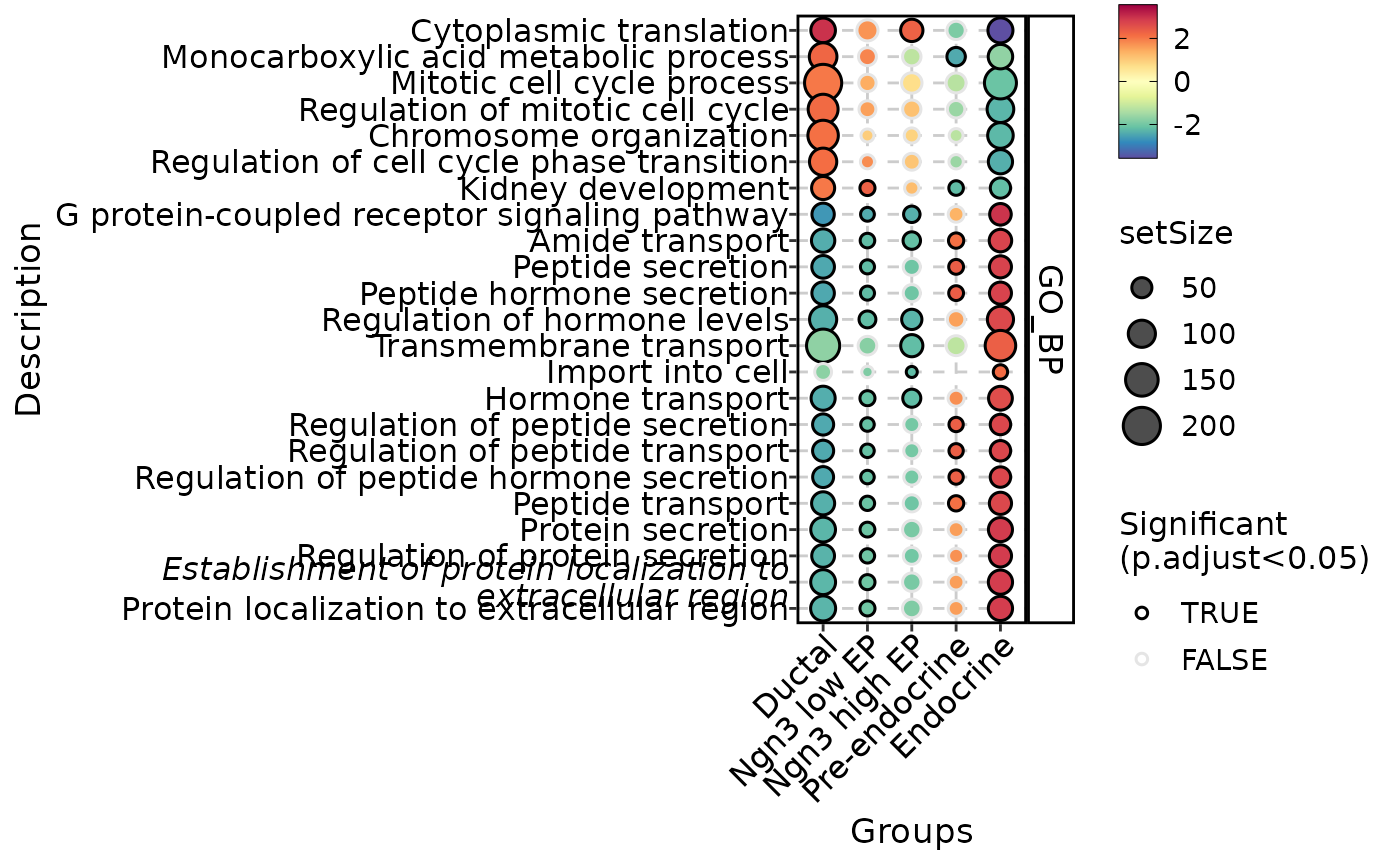 Cytoplasmic translation
Monocarboxylic acid metabolic process
Mitotic cell cycle process
Regulation of mitotic cell cycle
Chromosome organization
Regulation of cell cycle phase transition
Kidney development
G protein-coupled receptor signaling pathway
Amide transport
Peptide secretion
Peptide hormone secretion
Regulation of hormone levels
Transmembrane transport
Import into cell
Hormone transport
Regulation of peptide secretion
Regulation of peptide transport
Regulation of peptide hormone secretion
Peptide transport
Protein secretion
Regulation of protein secretion
Establishment of protein localization to
extracellular region
Protein localization to extracellular region
Description
GO_BP
Ductal
Ngn3 low EP
Ngn3 high EP
Pre-endocrine
Endocrine
Groups
2
0
-2
setSize
50
100
150
200
Significant
(p.adjust<0.05)
TRUE
FALSE